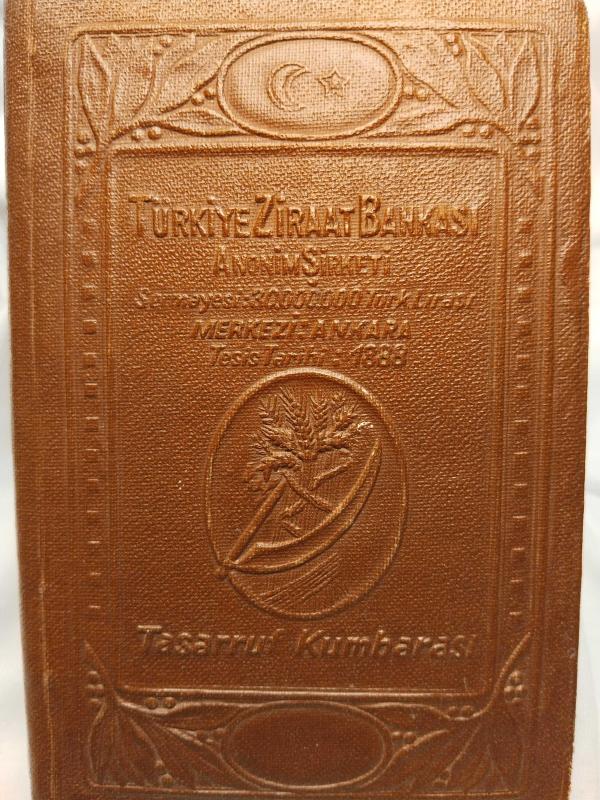 TÜRKİYE ZİRAAT BANKASI
ANONİM ŞİRKETİ
Sermayesi: 30.000.000 Türk Lirası
MERKEZİ: ANKARA
Tesis Tarihi: 1888
Tasarruf Kumbarası